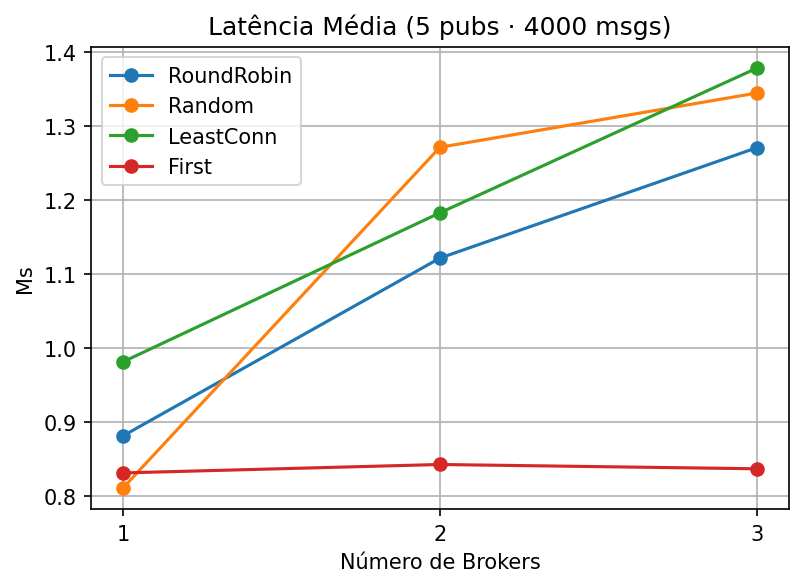 Latência Média (5 pubs · 4000 msgs)
RoundRobin
Random
LeastConn
First
Ms
1.4
1.3
1.2
1.1
1.0
0.9
0.8
1 2 3
Número de Brokers